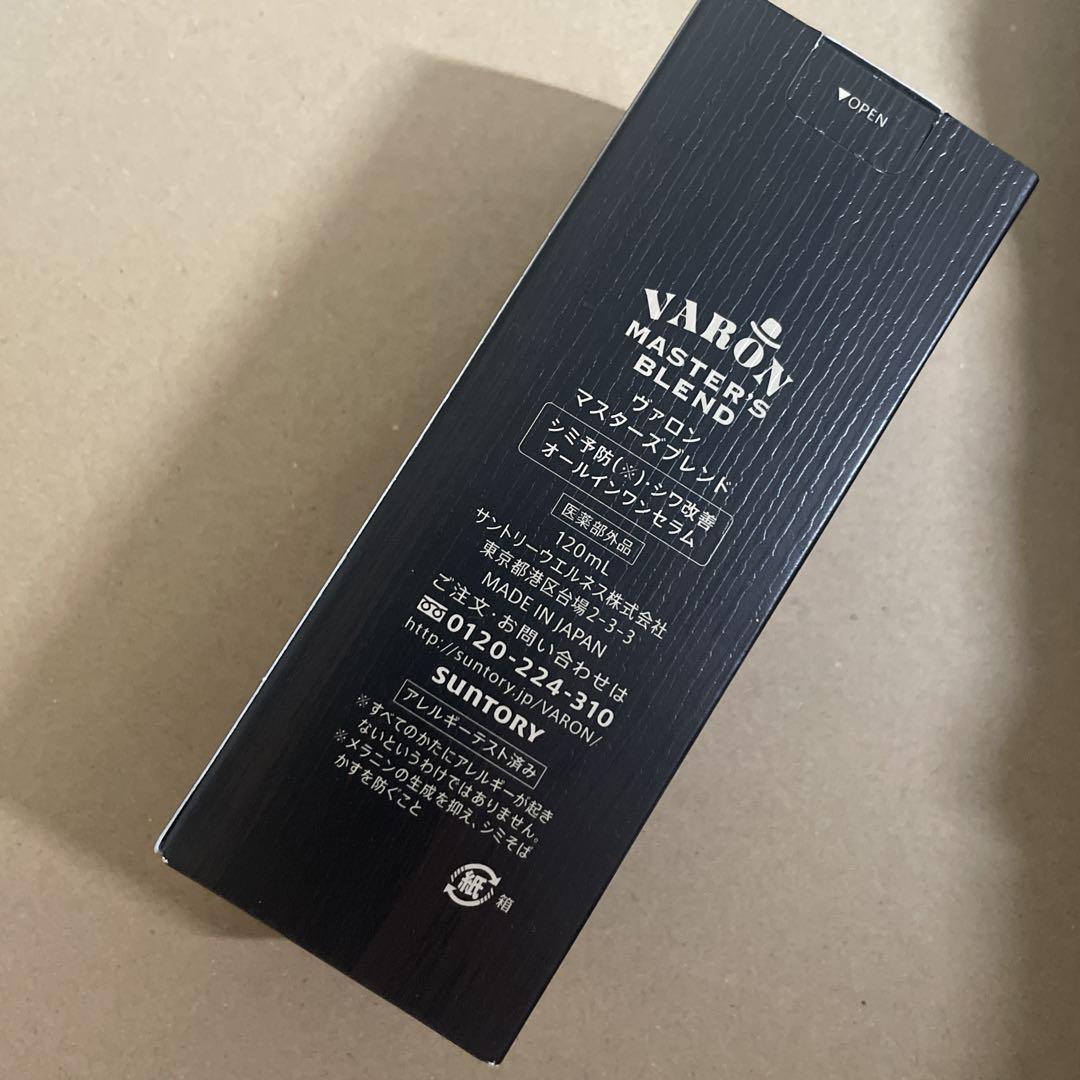 ▼OPEN
VARON
MASTER'S
BLEND
ヴァロン
マスターズブレンド
シミ予防(※)・シワ改善
オールインワンセラム
医薬部外品
120mL
サントリーウエルネス株式会社
東京都港区台場2-3-3
MADE IN JAPAN
ご注文・お問い合わせは
0120-224-310
http://suntory.jp/VARON/
SUNTORY
アレルギーテスト済み
※すべてのかたにアレルギーが起き
ないというわけではありません。
※メラニンの生成を抑え、シミそば
かすを防ぐこと
紙 箱